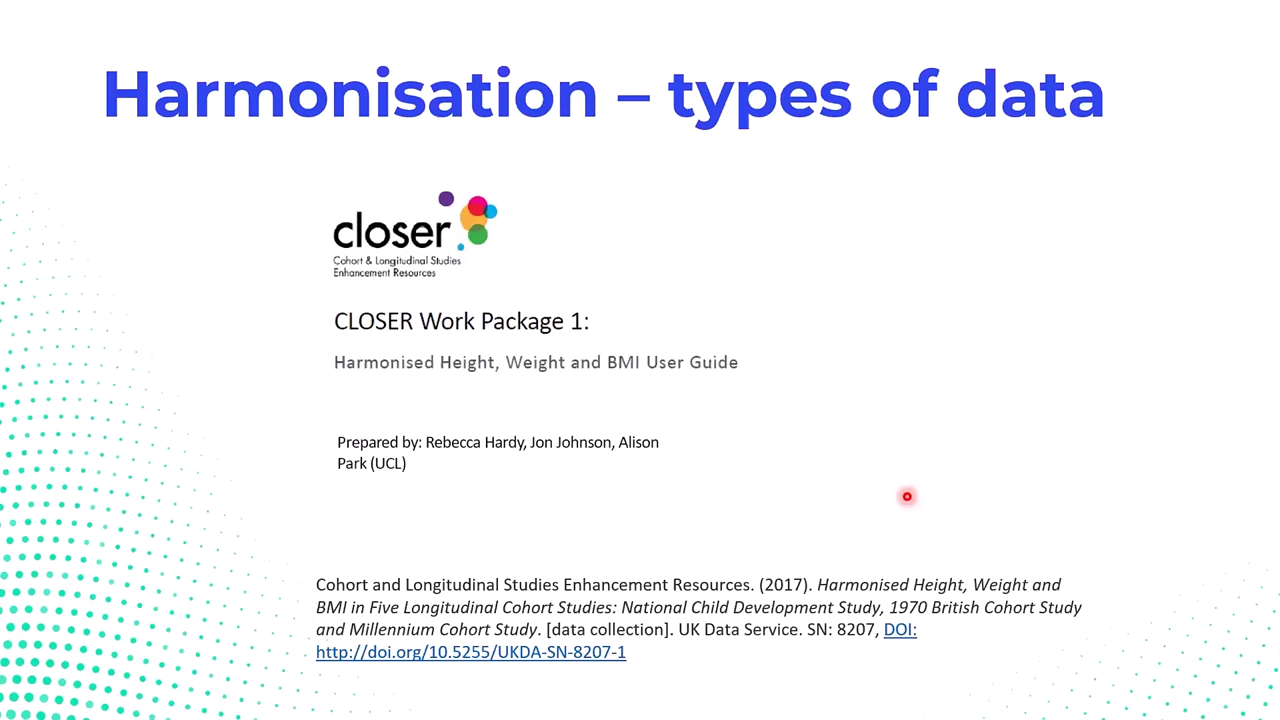 Harmonisation – types of data
closer
Cohort & Longitudinal Studies
Enhancement Resources
CLOSER Work Package 1:
Harmonised Height, Weight and BMI User Guide
Prepared by: Rebecca Hardy, Jon Johnson, Alison
Park (UCL)
Cohort and Longitudinal Studies Enhancement Resources. (2017). Harmonised Height, Weight and
BMI in Five Longitudinal Cohort Studies: National Child Development Study, 1970 British Cohort Study
and Millennium Cohort Study. [data collection]. UK Data Service. SN: 8207, DOI:
http://doi.org/10.5255/UKDA-SN-8207-1